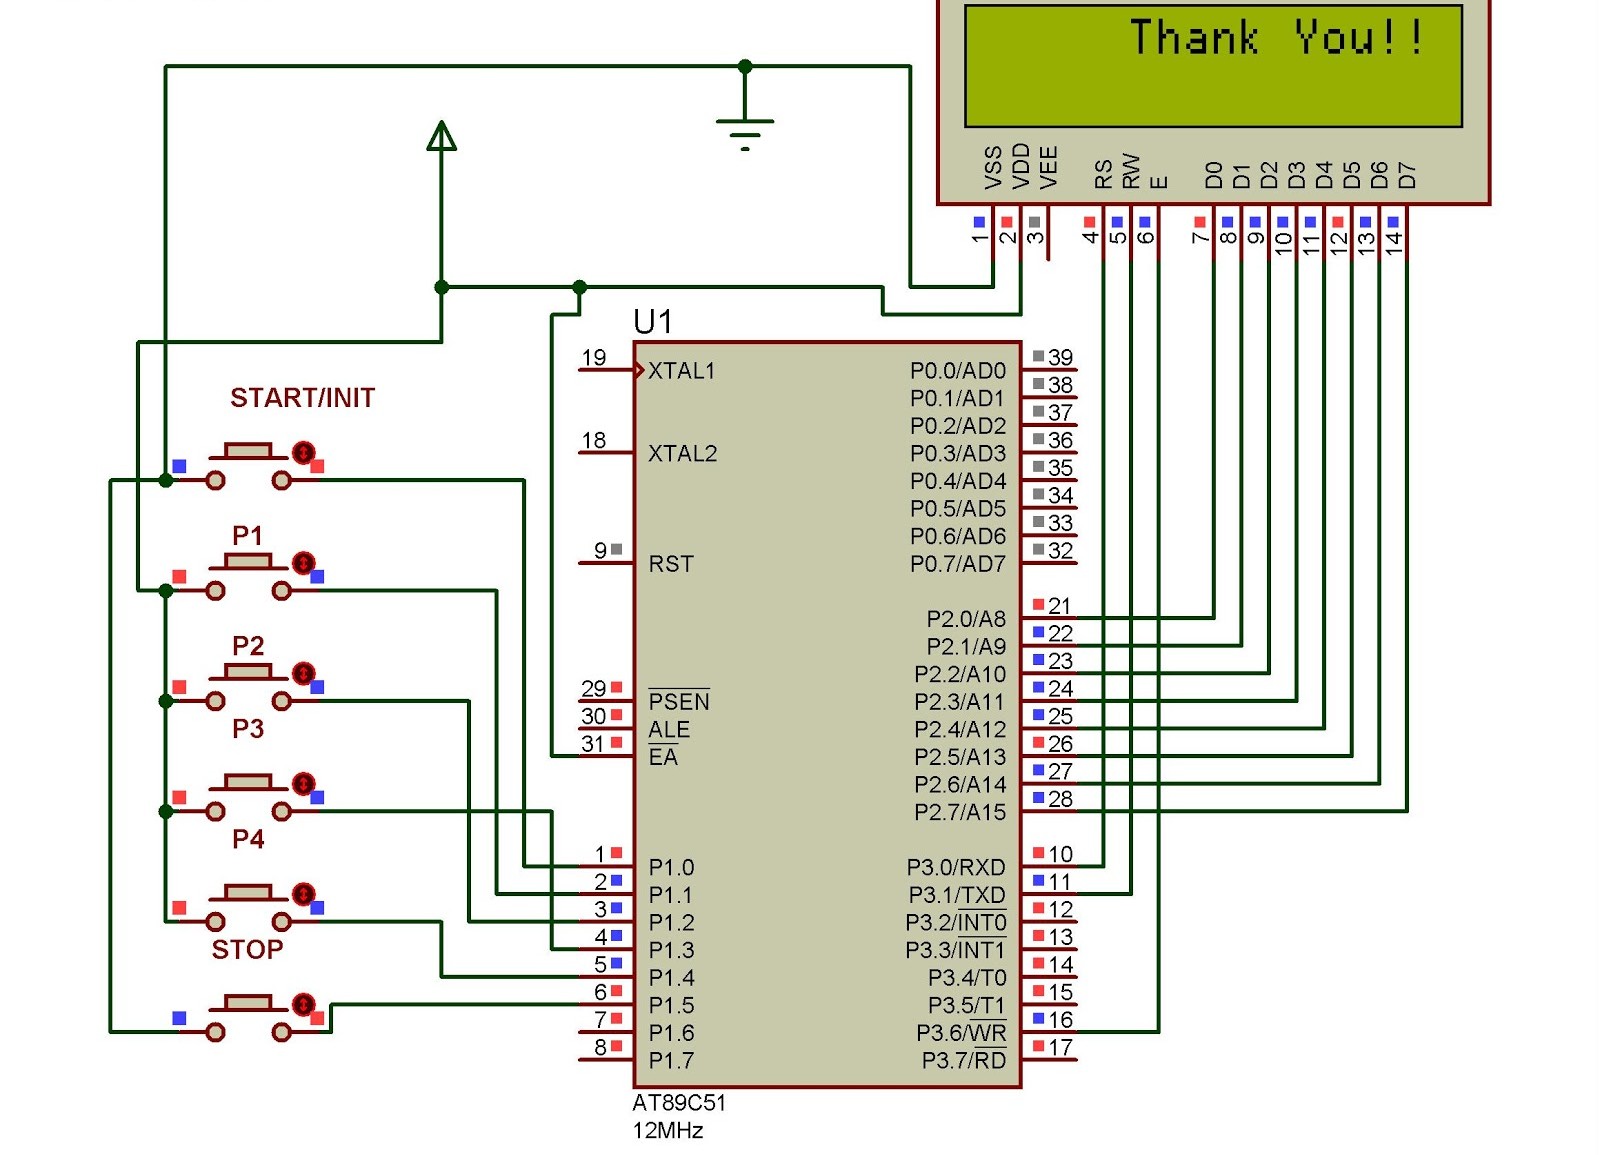 Thank You!!
VSS VDD VEE RS RW E D0 D1 D2 D3 D4 D5 D6 D7
1 2 3 4 5 6 7 8 9 10 11 12 13 14
U1
START/INIT
P1
P2
P3
P4
STOP
19 XTAL1
18 XTAL2
9 RST
29 PSEN
30 ALE
31 EA
1 P1.0
2 P1.1
3 P1.2
4 P1.3
5 P1.4
6 P1.5
7 P1.6
8 P1.7
P0.0/AD0 39
P0.1/AD1 38
P0.2/AD2 37
P0.3/AD3 36
P0.4/AD4 35
P0.5/AD5 34
P0.6/AD6 33
P0.7/AD7 32
P2.0/A8 21
P2.1/A9 22
P2.2/A10 23
P2.3/A11 24
P2.4/A12 25
P2.5/A13 26
P2.6/A14 27
P2.7/A15 28
P3.0/RXD 10
P3.1/TXD 11
P3.2/INT0 12
P3.3/INT1 13
P3.4/T0 14
P3.5/T1 15
P3.6/WR 16
P3.7/RD 17
AT89C51
12MHz